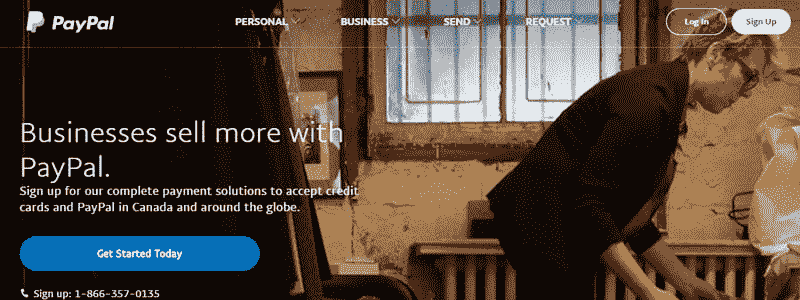 PayPal PERSONAL BUSINESS SEND REQUEST Log In Sign Up
Businesses sell more with
PayPal.
Sign up for our complete payment solutions to accept credit
cards and PayPal in Canada and around the globe.
Get Started Today
Sign up: 1-866-357-0135